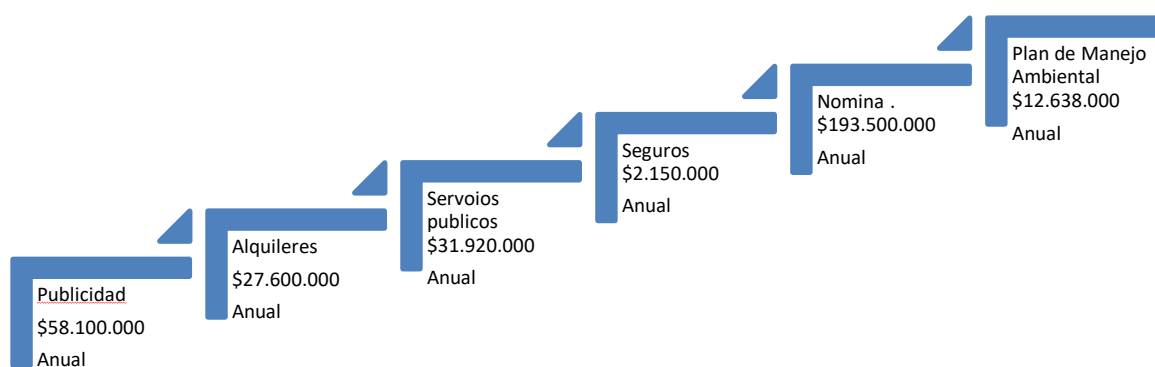 Publicidad
$58.100.000
Anual
Alquileres
$27.600.000
Anual
Servoios
publicos
$31.920.000
Anual
Seguros
$2.150.000
Anual
Nomina .
$193.500.000
Anual
Plan de Manejo
Ambiental
$12.638.000
Anual